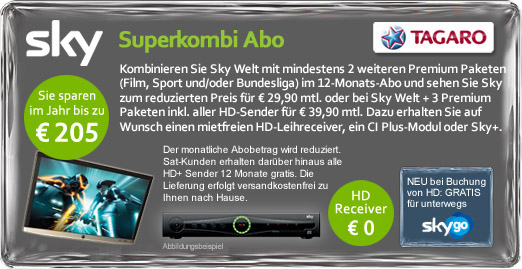 sky Superkombi Abo
TAGARO
Kombinieren Sie Sky Welt mit mindestens 2 weiteren Premium Paketen
(Film, Sport und/oder Bundesliga) im 12-Monats-Abo und sehen Sie Sky
zum reduzierten Preis für € 29,90 mtl. oder bei Sky Welt + 3 Premium
Paketen inkl. aller HD-Sender für € 39,90 mtl. Dazu erhalten Sie auf
Wunsch einen mietfreien HD-Leihreceiver, ein CI Plus-Modul oder Sky+.
Sie sparen
im Jahr bis zu
€ 205
Der monatliche Abobetrag wird reduziert.
Sat-Kunden erhalten darüber hinaus alle
HD+ Sender 12 Monate gratis. Die
Lieferung erfolgt versandkostenfrei zu
Ihnen nach Hause.
sky
Abbildungsbeispiel
HD
Receiver
€ 0
NEU bei Buchung
von HD: GRATIS
für unterwegs
sky go